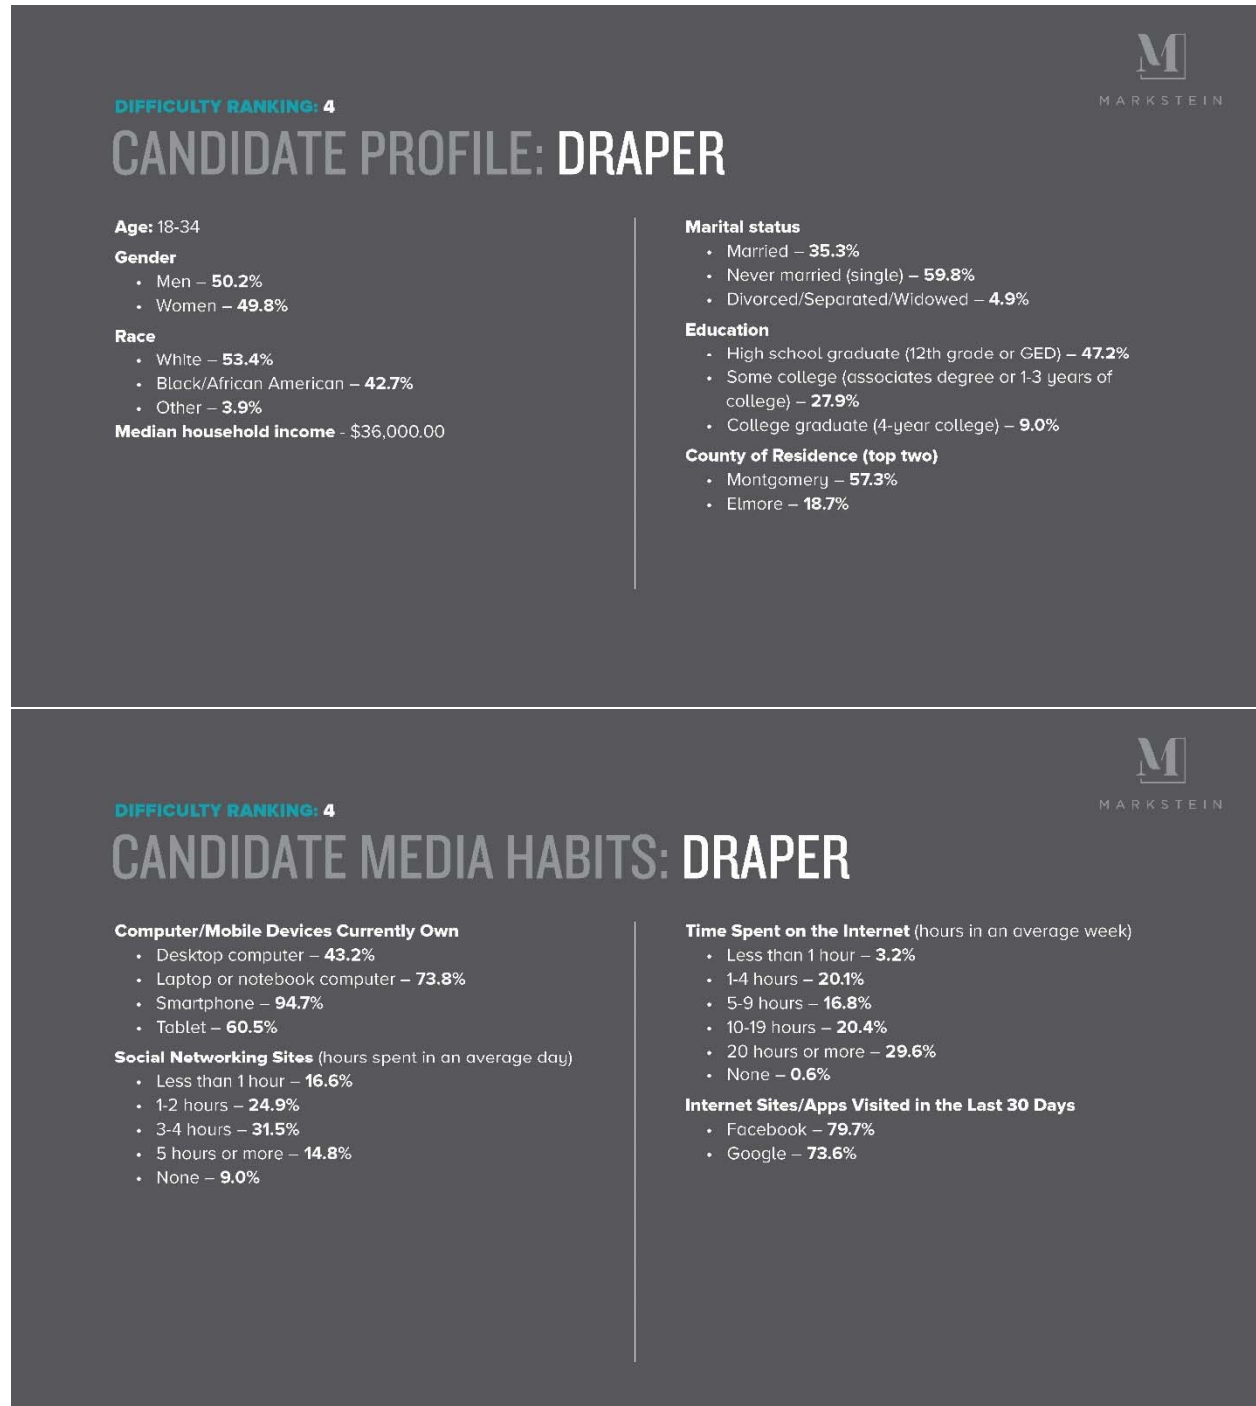 M
MARKSTEIN
DIFFICULTY RANKING: 4
CANDIDATE PROFILE: DRAPER
Age: 18-34
Gender
• Men – 50.2%
• Women – 49.8%
Race
• White – 53.4%
• Black/African American – 42.7%
• Other – 3.9%
Median household income - $36,000.00
Marital status
• Married – 35.3%
• Never married (single) – 59.8%
• Divorced/Separated/Widowed – 4.9%
Education
• High school graduate (12th grade or GED) – 47.2%
• Some college (associates degree or 1-3 years of
college) – 27.9%
• College graduate (4-year college) – 9.0%
County of Residence (top two)
• Montgomery – 57.3%
• Elmore – 18.7%
M
MARKSTEIN
DIFFICULTY RANKING: 4
CANDIDATE MEDIA HABITS: DRAPER
Computer/Mobile Devices Currently Own
• Desktop computer – 43.2%
• Laptop or notebook computer – 73.8%
• Smartphone – 94.7%
• Tablet – 60.5%
Social Networking Sites (hours spent in an average day)
• Less than 1 hour – 16.6%
• 1-2 hours – 24.9%
• 3-4 hours – 31.5%
• 5 hours or more – 14.8%
• None – 9.0%
Time Spent on the Internet (hours in an average week)
• Less than 1 hour – 3.2%
• 1-4 hours – 20.1%
• 5-9 hours – 16.8%
• 10-19 hours – 20.4%
• 20 hours or more – 29.6%
• None – 0.6%
Internet Sites/Apps Visited in the Last 30 Days
• Facebook – 79.7%
• Google – 73.6%